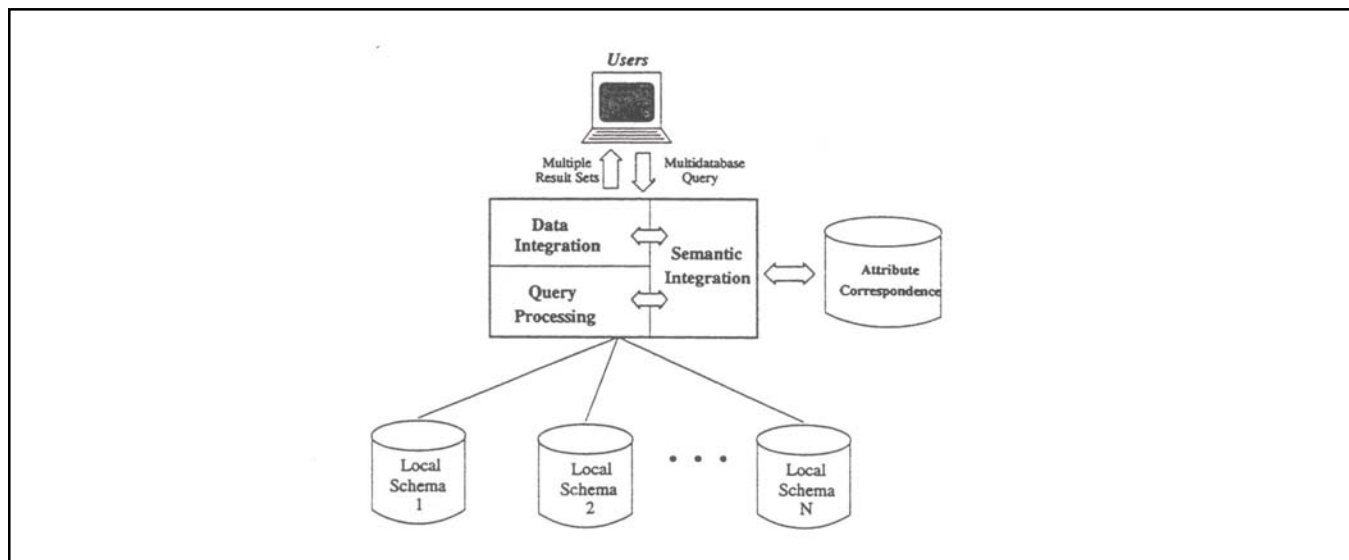 Users
Multiple
Result Sets
Multidatabase
Query
Data
Integration
Semantic
Integration
Query
Processing
Attribute
Correspondence
Local
Schema
1
Local
Schema
2
• • •
Local
Schema
N